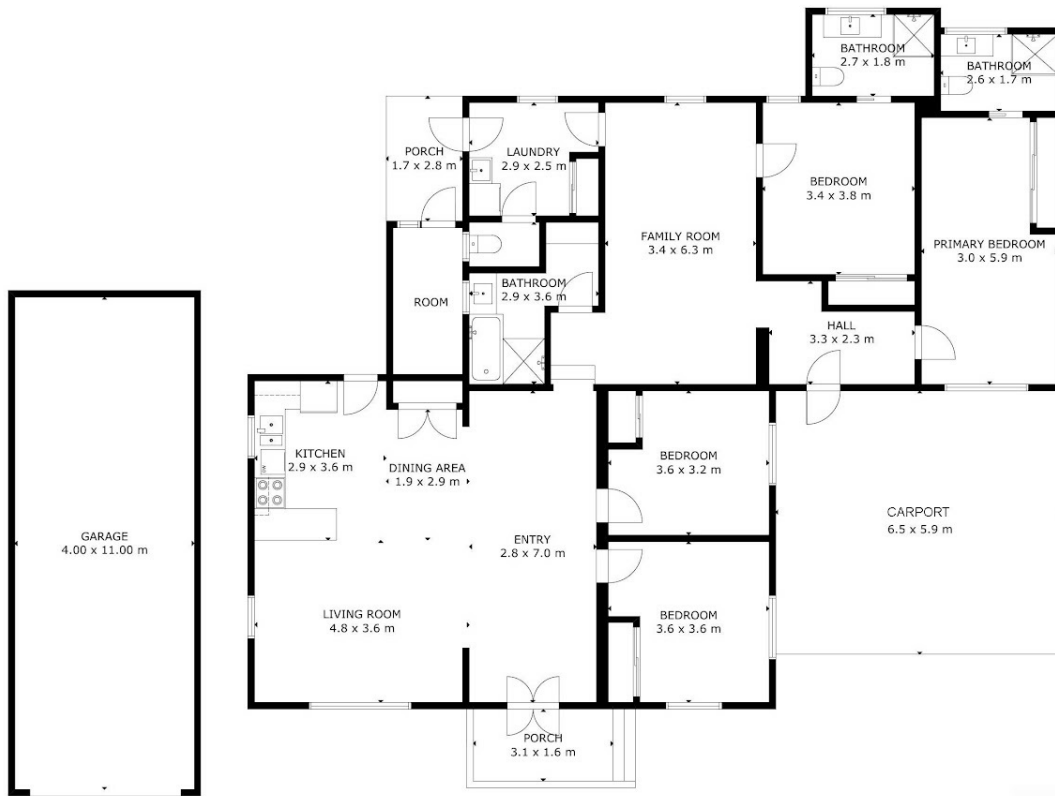 BATHROOM
2.7 x 1.8 m
BATHROOM
2.6 x 1.7 m
PORCH
1.7 x 2.8 m
LAUNDRY
2.9 x 2.5 m
BEDROOM
3.4 x 3.8 m
FAMILY ROOM
3.4 x 6.3 m
PRIMARY BEDROOM
3.0 x 5.9 m
BATHROOM
2.9 x 3.6 m
ROOM
HALL
3.3 x 2.3 m
KITCHEN
2.9 x 3.6 m
DINING AREA
1.9 x 2.9 m
BEDROOM
3.6 x 3.2 m
CARPORT
6.5 x 5.9 m
GARAGE
4.00 x 11.00 m
ENTRY
2.8 x 7.0 m
LIVING ROOM
4.8 x 3.6 m
BEDROOM
3.6 x 3.6 m
PORCH
3.1 x 1.6 m